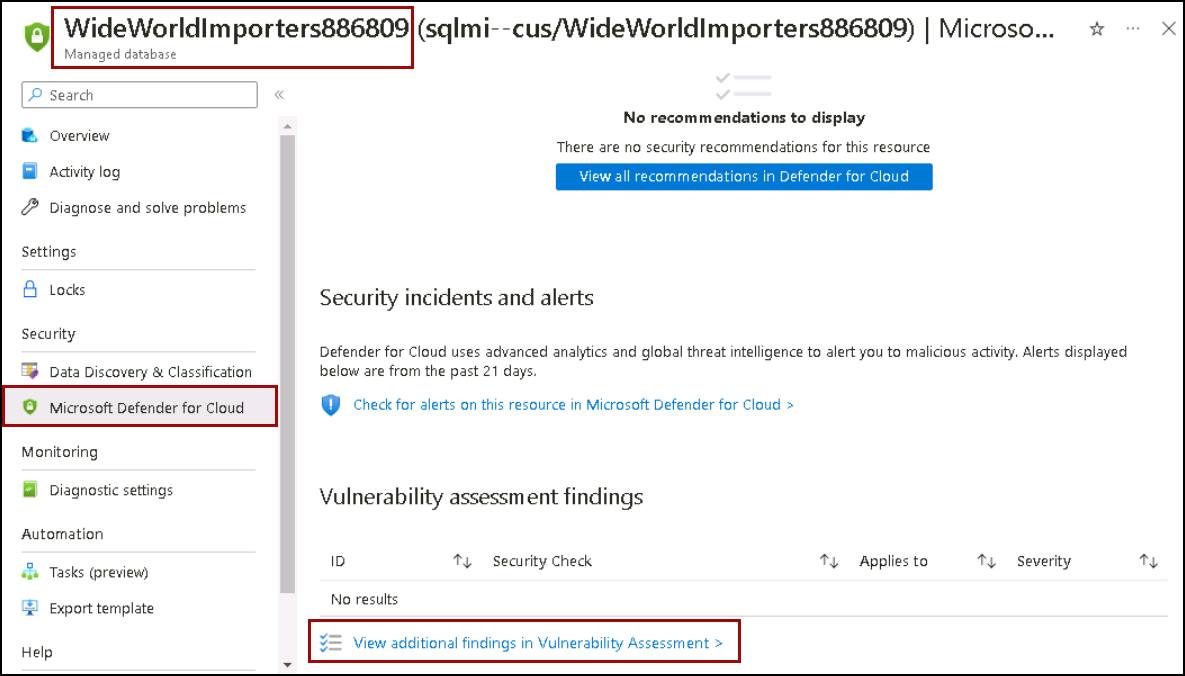 WideWorldImporters886809 (sqlmi--cus/WideWorldImporters886809) | Microso...
Managed database
Search
Overview
Activity log
Diagnose and solve problems
Settings
Locks
Security
Data Discovery & Classification
Microsoft Defender for Cloud
Monitoring
Diagnostic settings
Automation
Tasks (preview)
Export template
Help
No recommendations to display
There are no security recommendations for this resource
View all recommendations in Defender for Cloud
Security incidents and alerts
Defender for Cloud uses advanced analytics and global threat intelligence to alert you to malicious activity. Alerts displayed
below are from the past 21 days.
Check for alerts on this resource in Microsoft Defender for Cloud >
Vulnerability assessment findings
ID Security Check Applies to Severity
No results
View additional findings in Vulnerability Assessment >